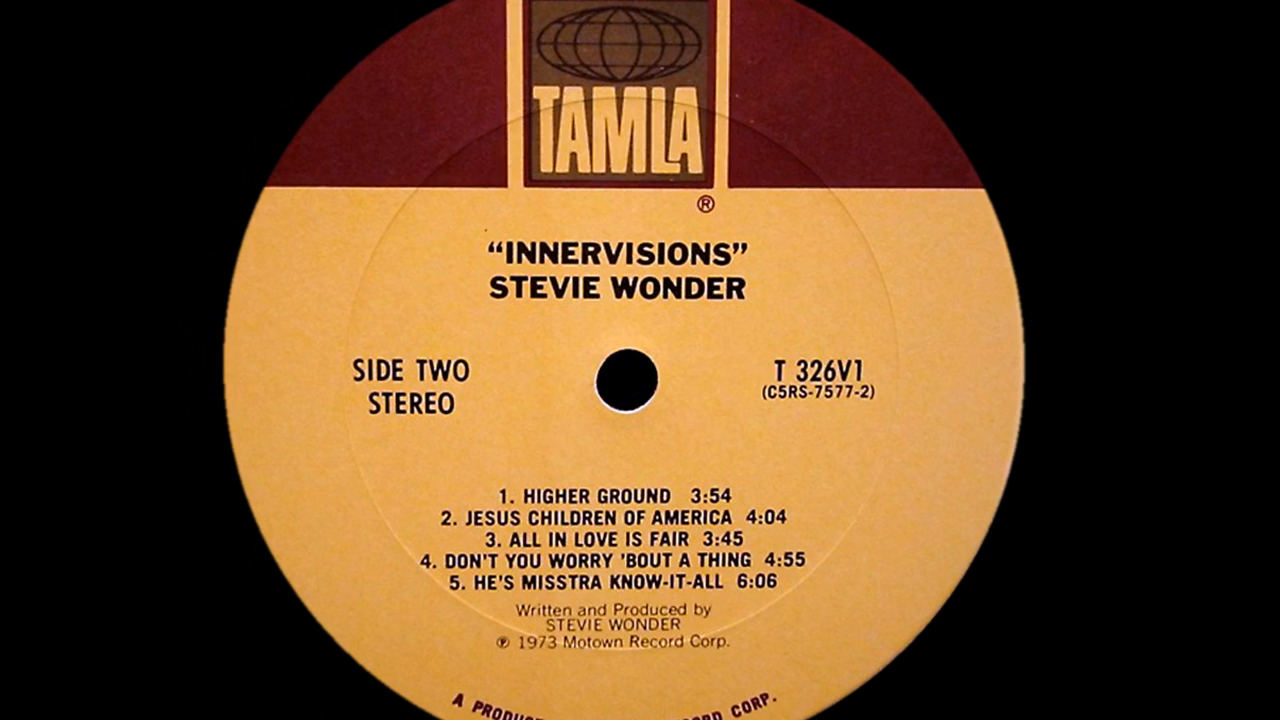 TAMLA
®
“INNERVISIONS”
STEVIE WONDER
SIDE TWO
STEREO
T 326V1
(C5RS-7577-2)
1. HIGHER GROUND 3:54
2. JESUS CHILDREN OF AMERICA 4:04
3. ALL IN LOVE IS FAIR 3:45
4. DON'T YOU WORRY 'BOUT A THING 4:55
5. HE'S MISSTRA KNOW-IT-ALL 6:06
Written and Produced by
STEVIE WONDER
℗ 1973 Motown Record Corp.
A CORP.